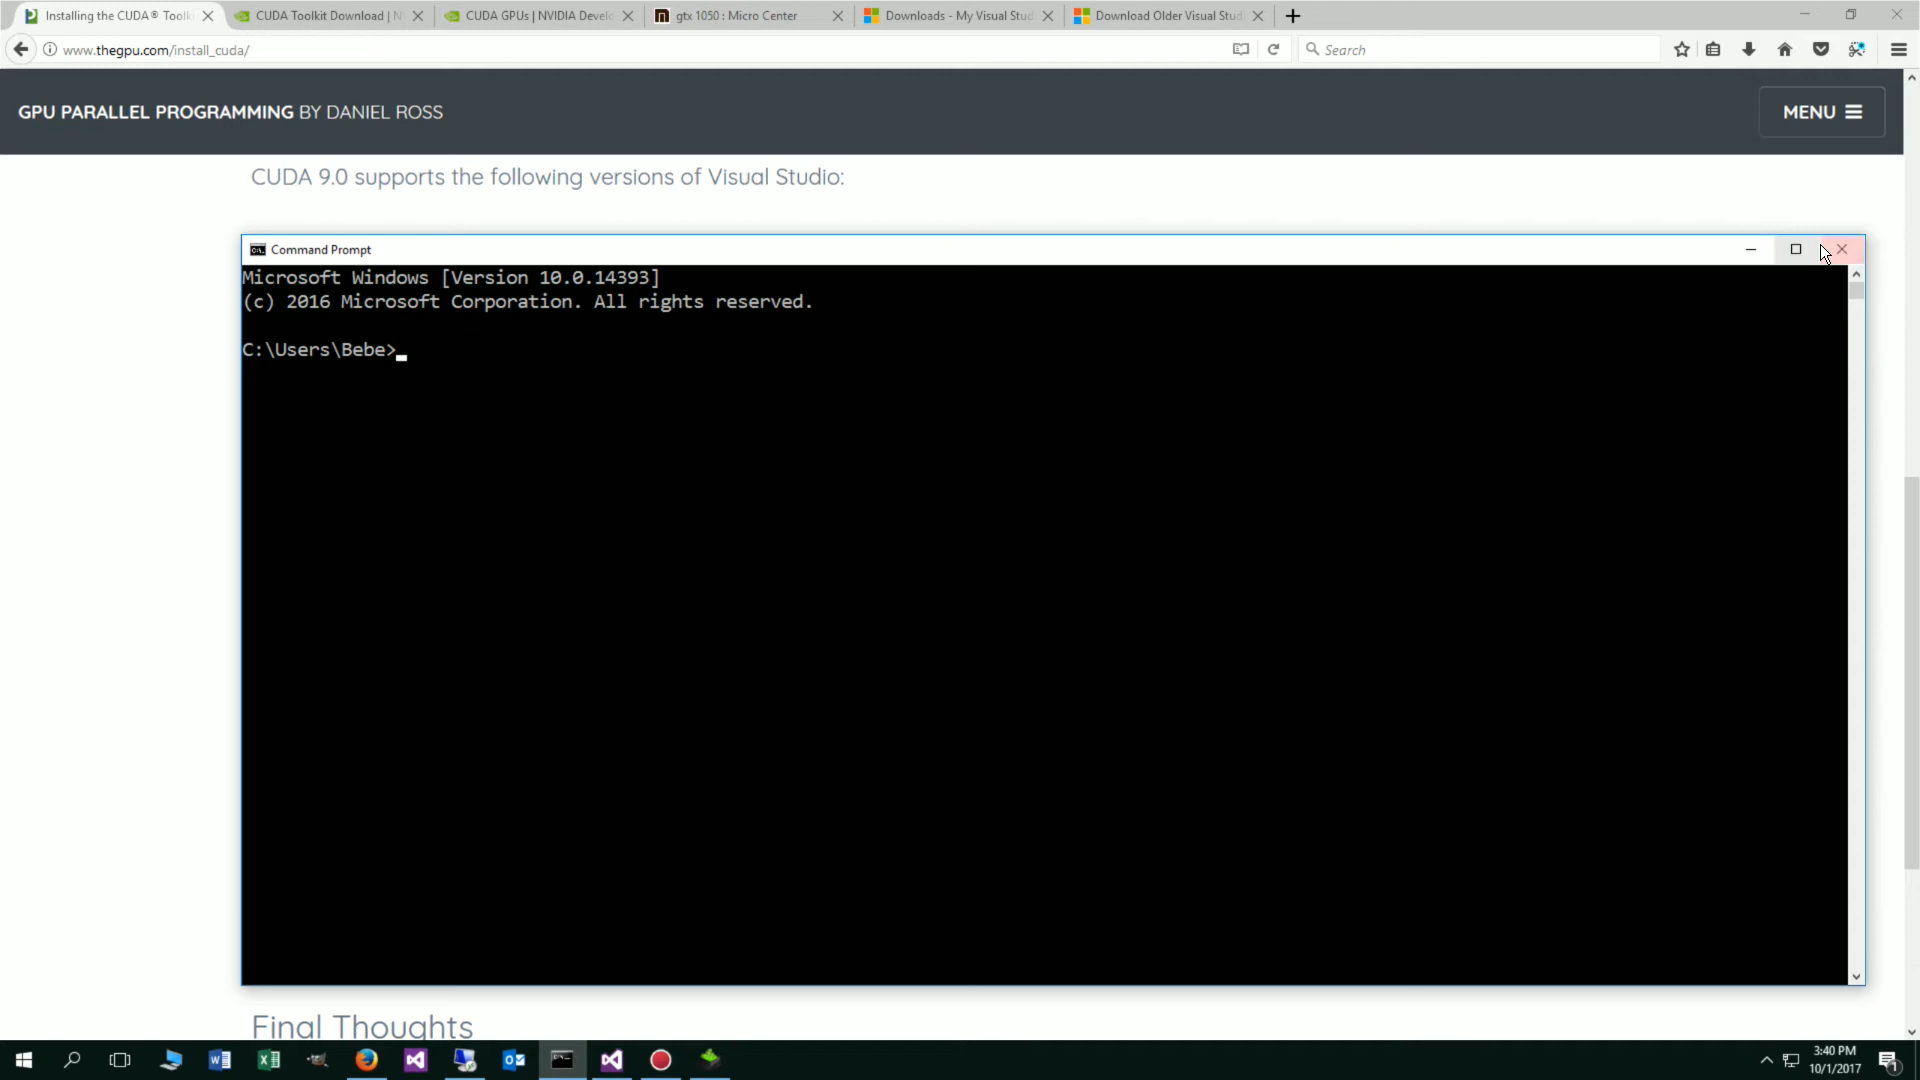 Installing the CUDA® Toolk
CUDA Toolkit Download | N
CUDA GPUs | NVIDIA Develo
gtx 1050 : Micro Center
Downloads - My Visual Stud
Download Older Visual Stud
www.thegpu.com/install_cuda/
Search
GPU PARALLEL PROGRAMMING BY DANIEL ROSS
MENU
CUDA 9.0 supports the following versions of Visual Studio:
Command Prompt
Microsoft Windows [Version 10.0.14393]
(c) 2016 Microsoft Corporation. All rights reserved.
C:\Users\Bebe>
Final Thoughts
3:40 PM
10/1/2017
1